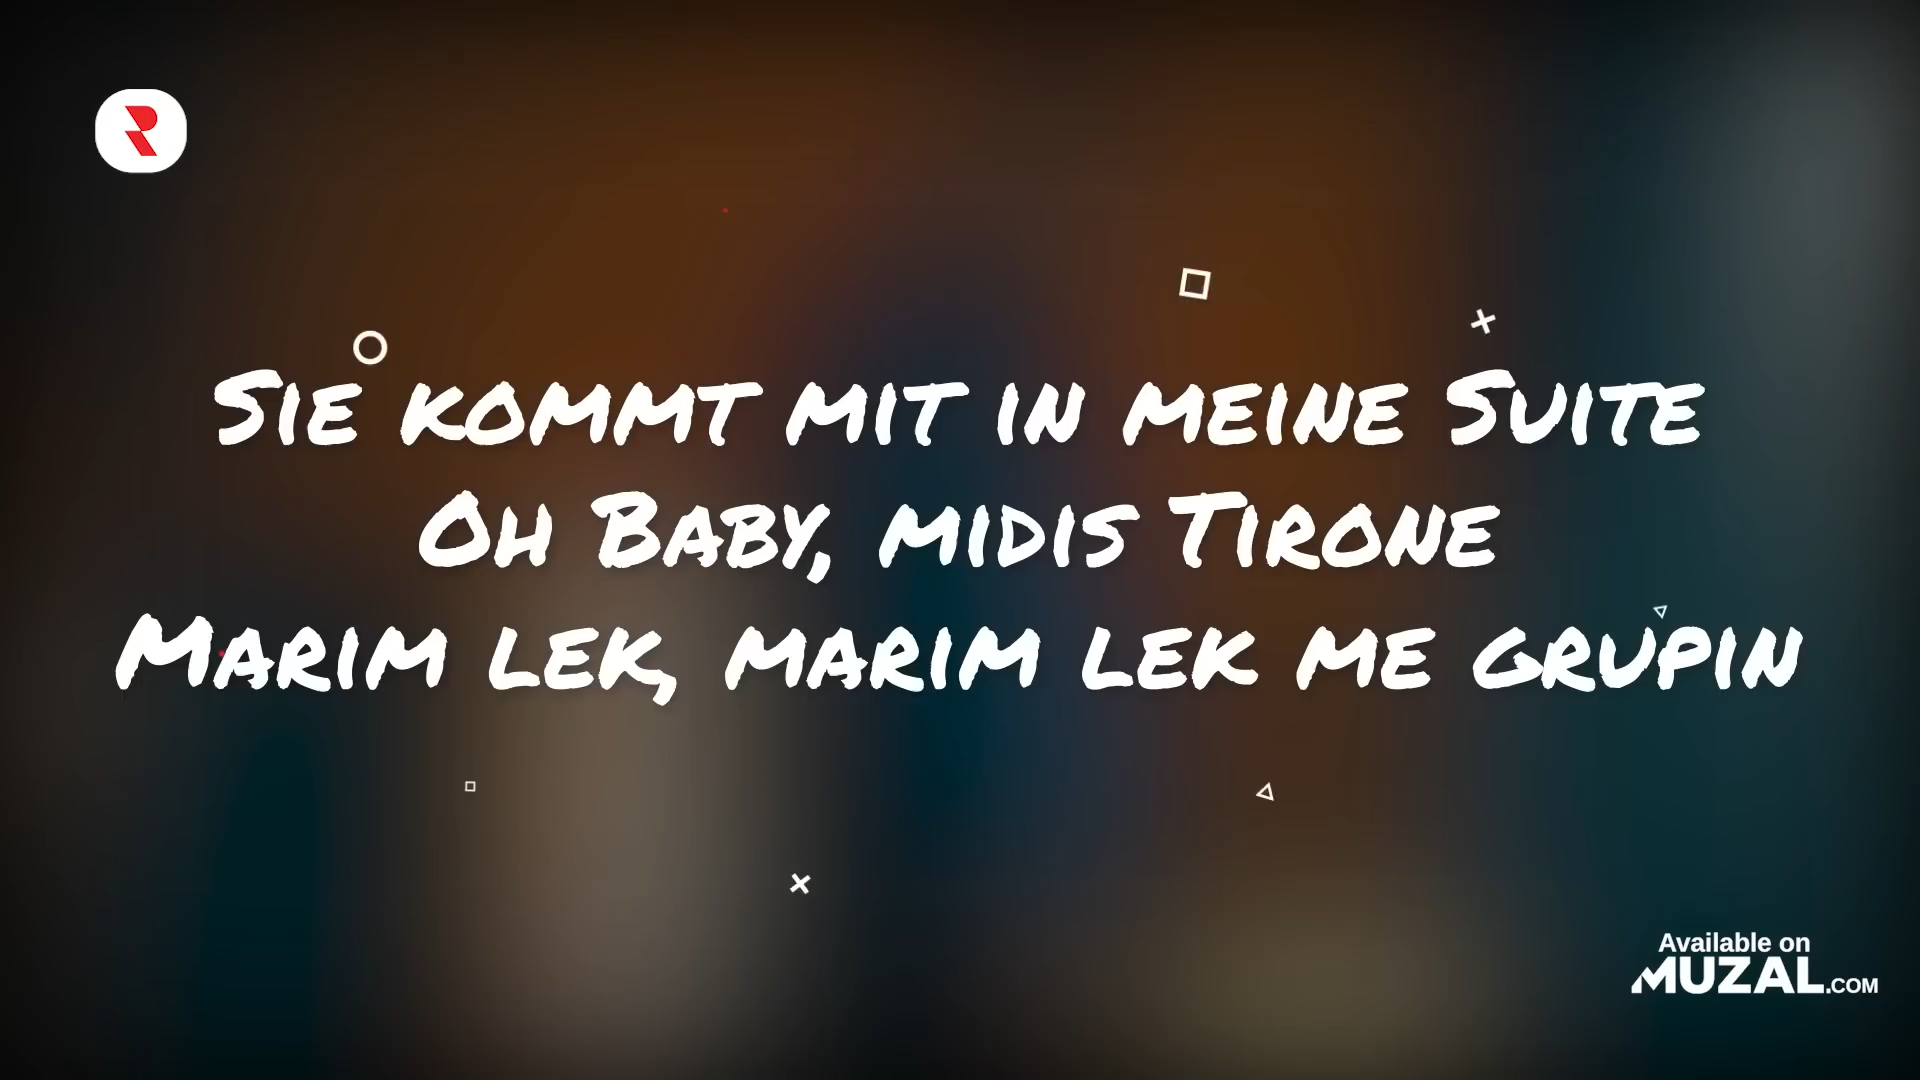 Sie kommt mit in meine Suite
Oh Baby, midis Tirone
Marim lek, marim lek me grupin
Available on
MUZAL.COM